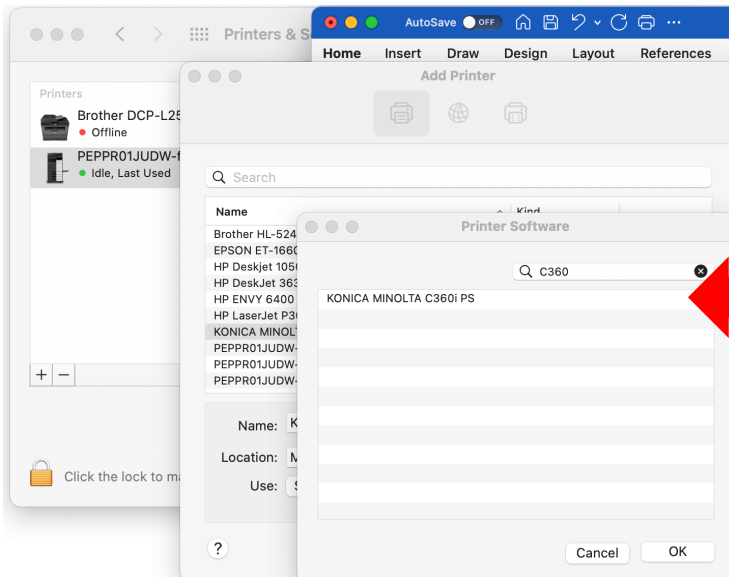 Printers & S
AutoSave OFF
Home Insert Draw Design Layout References
Add Printer
Printers
Brother DCP-L25
Offline
PEPPR01JUDW-f
Idle, Last Used
Search
Name Kind
Brother HL-524
EPSON ET-1660
HP Deskjet 1050
HP DeskJet 363
HP ENVY 6400
HP LaserJet P30
KONICA MINOLT
PEPPR01JUDW-
PEPPR01JUDW-
PEPPR01JUDW-
Printer Software
C360
KONICA MINOLTA C360i PS
+ −
Name: K
Location: M
Use: S
Click the lock to ma
?
Cancel OK